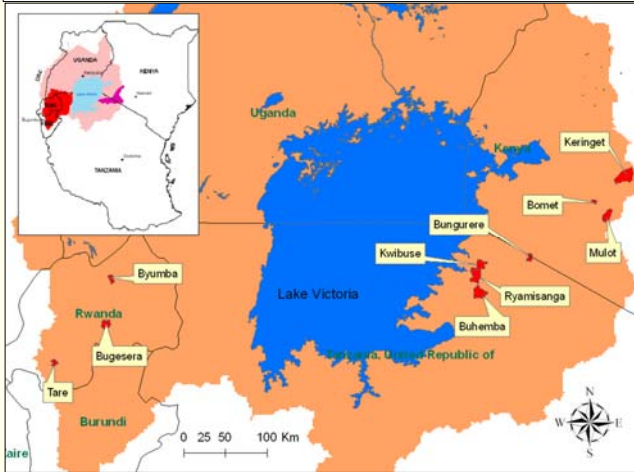 UGANDA
KENYA
TANZANIA
Uganda
Kenya
Keringet
Bomet
Mulot
Bungurere
Kwibuse
Ryamisanga
Buhemba
Lake Victoria
Tanzania, United Republic of
Byumba
Rwanda
Bugesera
Tare
Burundi
aire
0 25 50 100 Km
N
W E
S